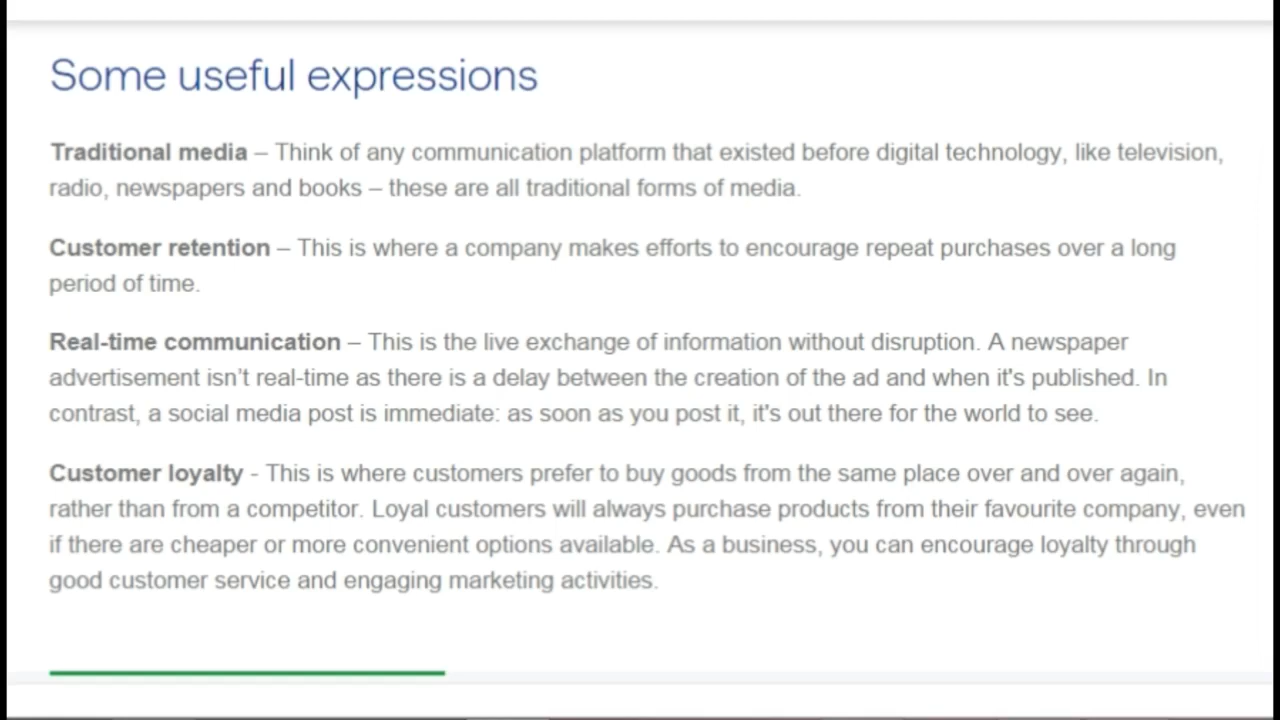 Some useful expressions
Traditional media – Think of any communication platform that existed before digital technology, like television,
radio, newspapers and books – these are all traditional forms of media.
Customer retention – This is where a company makes efforts to encourage repeat purchases over a long
period of time.
Real-time communication – This is the live exchange of information without disruption. A newspaper
advertisement isn’t real-time as there is a delay between the creation of the ad and when it's published. In
contrast, a social media post is immediate: as soon as you post it, it's out there for the world to see.
Customer loyalty - This is where customers prefer to buy goods from the same place over and over again,
rather than from a competitor. Loyal customers will always purchase products from their favourite company, even
if there are cheaper or more convenient options available. As a business, you can encourage loyalty through
good customer service and engaging marketing activities.